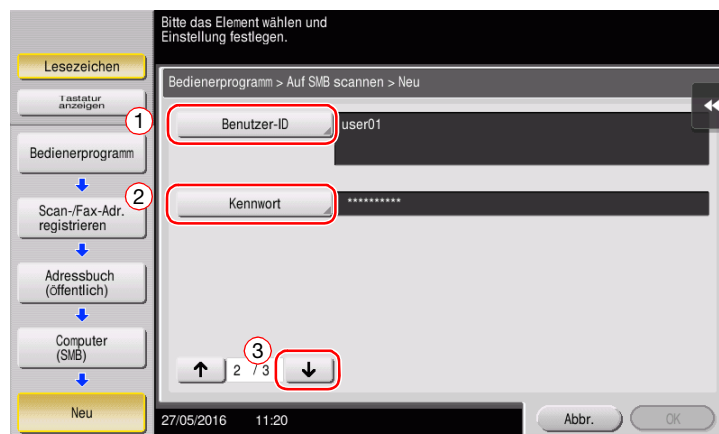 Bitte das Element wählen und
Einstellung festlegen.
Lesezeichen
Tastatur
anzeigen
Bedienerprogramm > Auf SMB scannen > Neu
1
Benutzer-ID
user01
Bedienerprogramm
2
Kennwort
**********
Scan-/Fax-Adr.
registrieren
Adressbuch
(öffentlich)
Computer
(SMB)
3
2 / 3
Neu
27/05/2016 11:20
Abbr.
OK